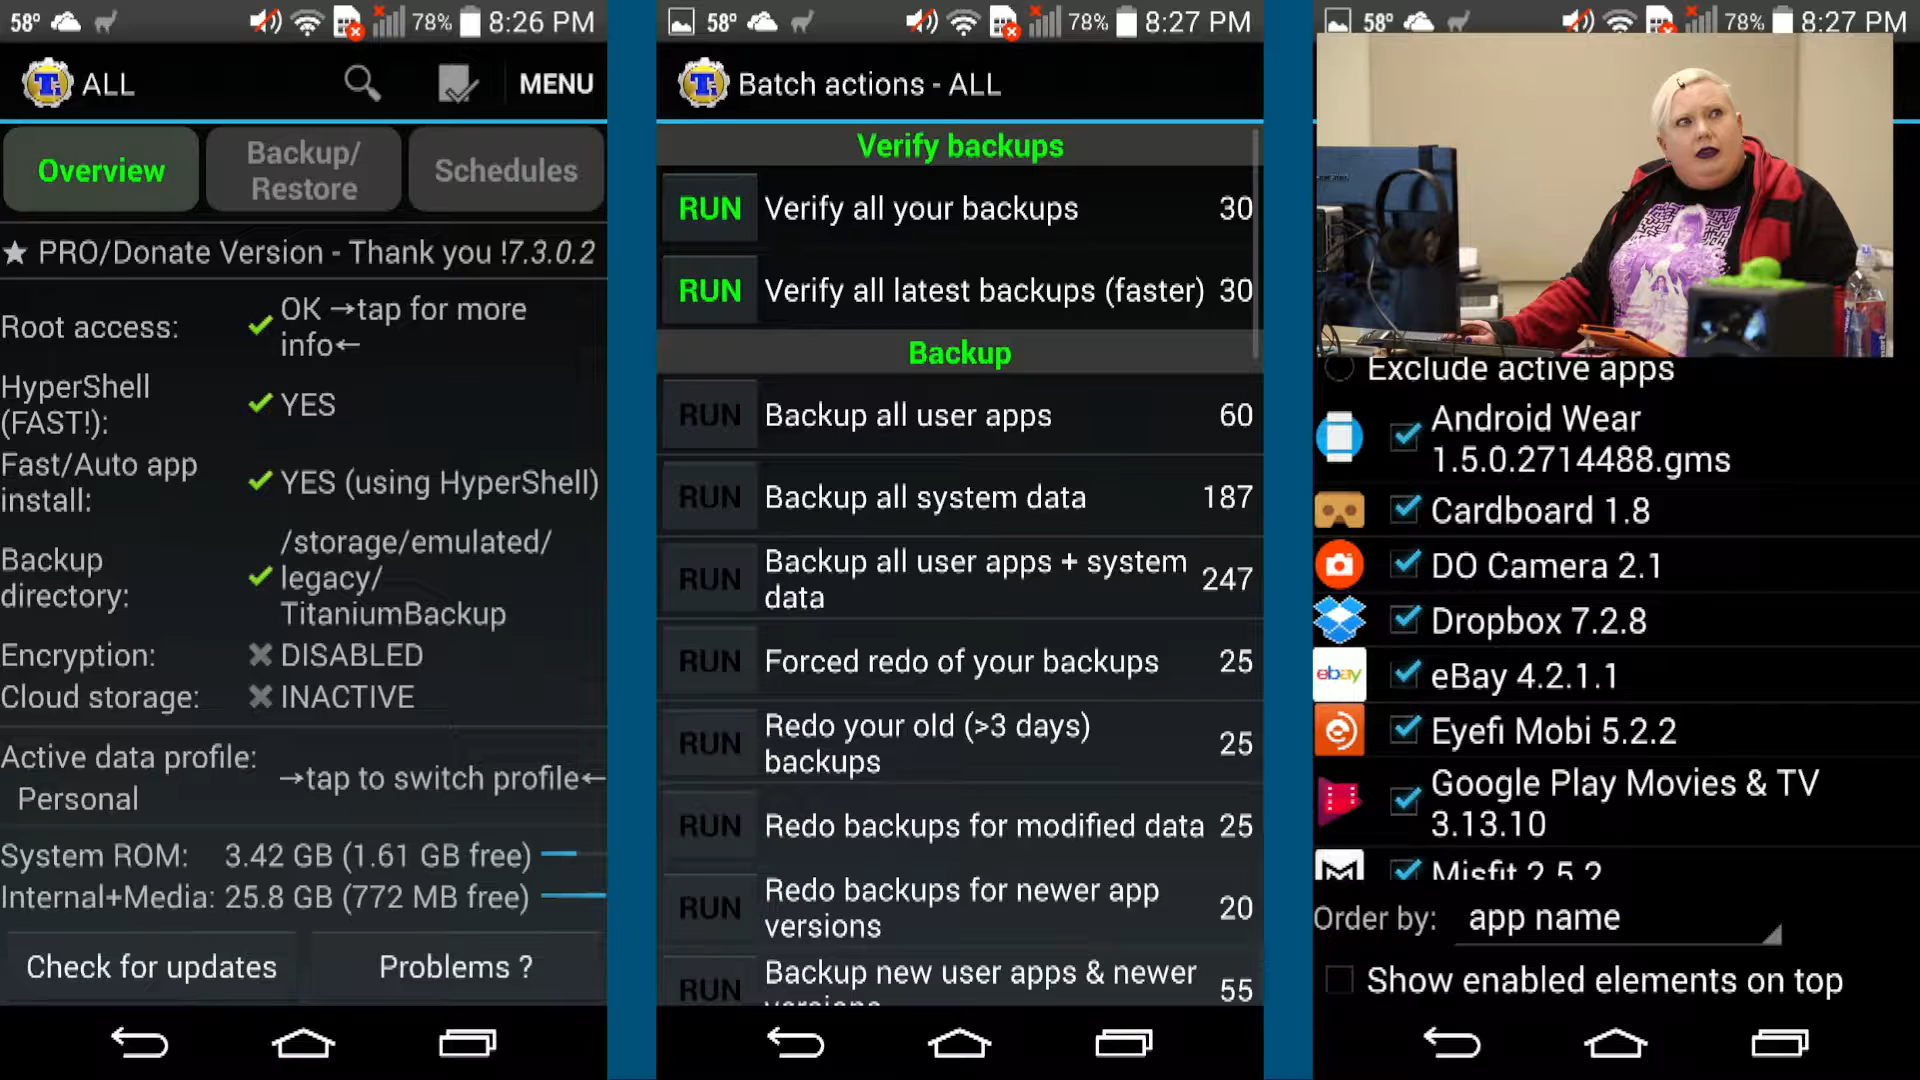 58°
78%
8:26 PM
ALL
MENU
Overview
Backup/
Restore
Schedules
★ PRO/Donate Version - Thank you !7.3.0.2
Root access:
OK →tap for more
info←
HyperShell
(FAST!):
YES
Fast/Auto app
install:
YES (using HyperShell)
Backup
directory:
/storage/emulated/
legacy/
TitaniumBackup
Encryption:
DISABLED
Cloud storage:
INACTIVE
Active data profile:
Personal
→tap to switch profile←
System ROM: 3.42 GB (1.61 GB free)
Internal+Media: 25.8 GB (772 MB free)
Check for updates
Problems ?
58°
78%
8:27 PM
Batch actions - ALL
Verify backups
RUN Verify all your backups 30
RUN Verify all latest backups (faster) 30
Backup
RUN Backup all user apps 60
RUN Backup all system data 187
RUN Backup all user apps + system
data 247
RUN Forced redo of your backups 25
RUN Redo your old (>3 days)
backups 25
RUN Redo backups for modified data 25
RUN Redo backups for newer app
versions 20
RUN Backup new user apps & newer
versions 55
58°
78%
8:27 PM
Exclude active apps
Android Wear
1.5.0.2714488.gms
Cardboard 1.8
DO Camera 2.1
Dropbox 7.2.8
ebay
eBay 4.2.1.1
Eyefi Mobi 5.2.2
Google Play Movies & TV
3.13.10
Misfit 2.5.2
Order by: app name
Show enabled elements on top